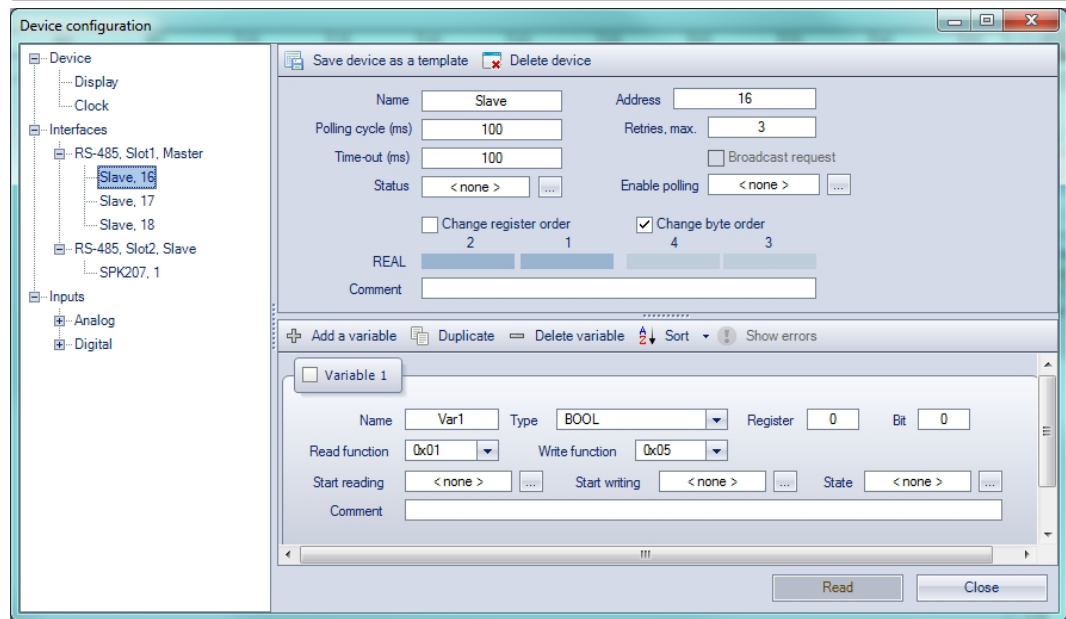 Device configuration
Device
Display
Clock
Interfaces
RS-485, Slot1, Master
Slave, 16
Slave, 17
Slave, 18
RS-485, Slot2, Slave
SPK207, 1
Inputs
Analog
Digital
Save device as a template Delete device
Name Slave Address 16
Polling cycle (ms) 100 Retries, max. 3
Time-out (ms) 100 Broadcast request
Status < none > ... Enable polling < none > ...
Change register order Change byte order
2 1 4 3
REAL
Comment
Add a variable Duplicate Delete variable Sort Show errors
Variable 1
Name Var1 Type BOOL Register 0 Bit 0
Read function 0x01 Write function 0x05
Start reading < none > ... Start writing < none > ... State < none > ...
Comment
Read Close